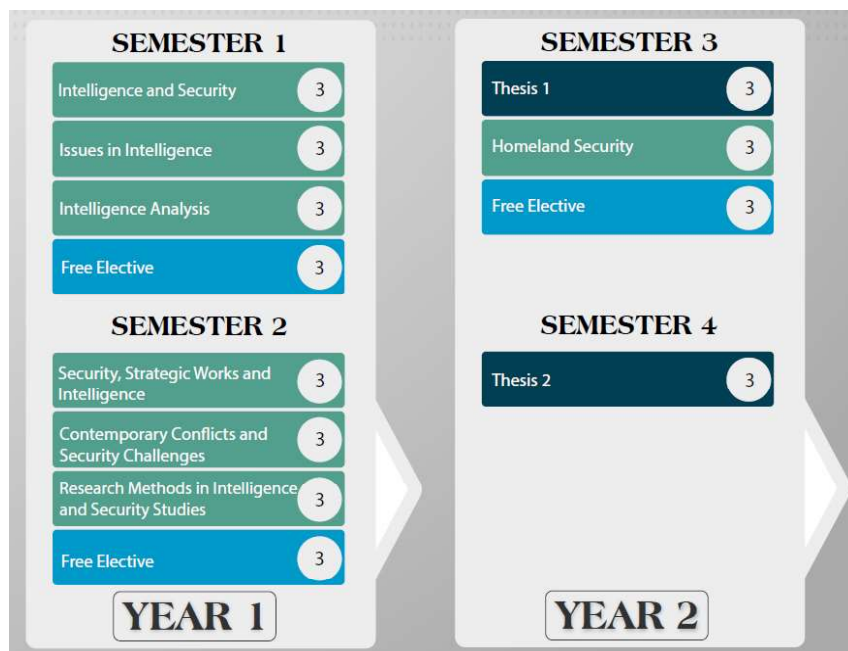 SEMESTER 1
Intelligence and Security 3
Issues in Intelligence 3
Intelligence Analysis 3
Free Elective 3
SEMESTER 2
Security, Strategic Works and
Intelligence 3
Contemporary Conflicts and
Security Challenges 3
Research Methods in Intelligence
and Security Studies 3
Free Elective 3
YEAR 1
SEMESTER 3
Thesis 1 3
Homeland Security 3
Free Elective 3
SEMESTER 4
Thesis 2 3
YEAR 2